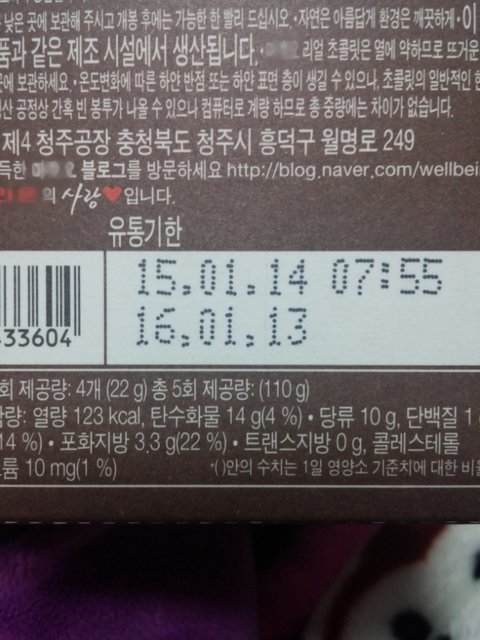 낮은 곳에 보관해 주시고 개봉 후에는 가능한 한 빨리 드십시오·자연은 아름답게 환경은 깨끗하게·이
품과 같은 제조 시설에서 생산됩니다.· 리얼 초콜릿은 열에 약하므로 뜨거운
곳에 보관하세요·온도변화에 따른 하얀 반점 또는 하얀 표면 층이 생길 수 있으나, 초콜릿의 일반적인 현
산 공정상 간혹 빈 봉투가 나올 수 있으나 컴퓨터로 계량 하므로 총 중량에는 차이가 없습니다.
제4 청주공장 충청북도 청주시 흥덕구 월명로 249
득한 블로그를 방문하세요 http://blog.naver.com/wellbei
의 사랑♥입니다.
유통기한
15.01.14 07:55
16.01.13
33604
회 제공량: 4개 (22 g) 총 5회 제공량: (110 g)
함량: 열량 123 kcal, 탄수화물 14 g(4 %)·당류 10 g, 단백질 1
14 %)·포화지방 3.3 g(22 %)·트랜스지방 0 g, 콜레스테롤
륨 10 mg(1 %) *( )안의 수치는 1일 영양소 기준치에 대한 비율